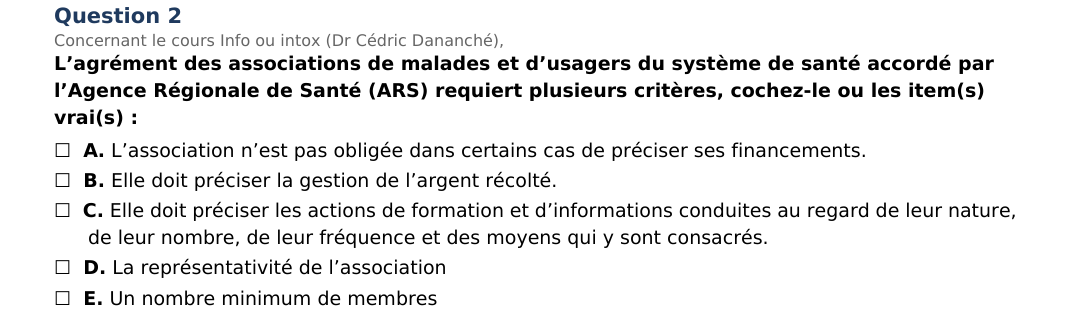 Question 2
Concernant le cours Info ou intox (Dr Cédric Dananché),
L’agrément des associations de malades et d’usagers du système de santé accordé par
l’Agence Régionale de Santé (ARS) requiert plusieurs critères, cochez-le ou les item(s)
vrai(s) :
☐ A. L’association n’est pas obligée dans certains cas de préciser ses financements.
☐ B. Elle doit préciser la gestion de l’argent récolté.
☐ C. Elle doit préciser les actions de formation et d’informations conduites au regard de leur nature,
de leur nombre, de leur fréquence et des moyens qui y sont consacrés.
☐ D. La représentativité de l’association
☐ E. Un nombre minimum de membres